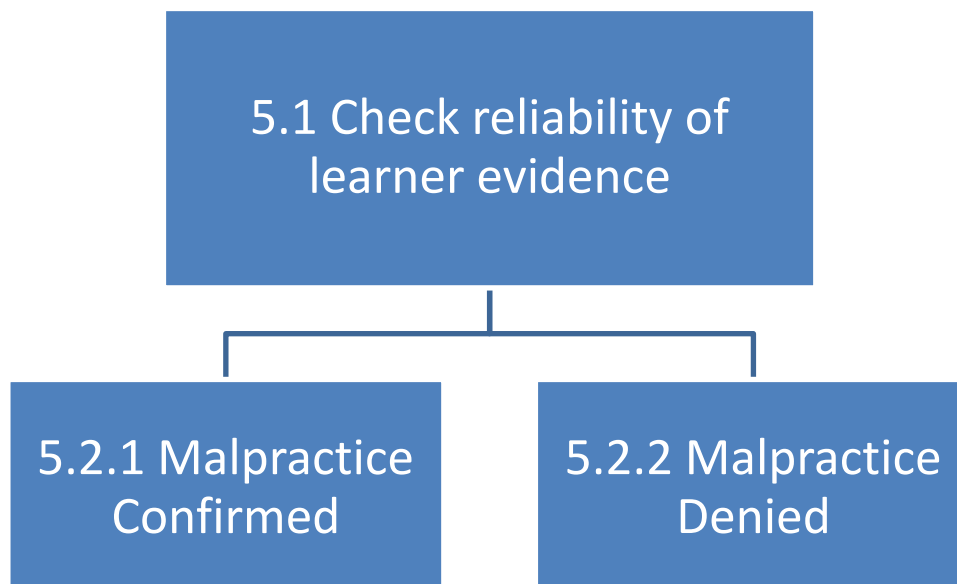 5.1 Check reliability of
learner evidence
5.2.1 Malpractice
Confirmed
5.2.2 Malpractice
Denied